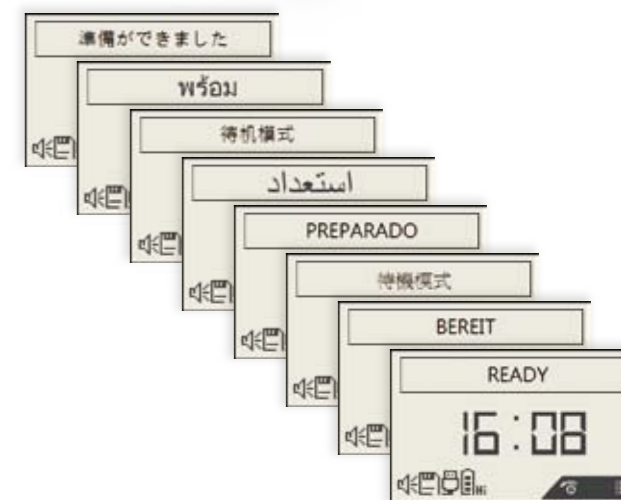 準備ができました
พร้อม
待机模式
استعداد
PREPARADO
待機模式
BEREIT
READY
16:08